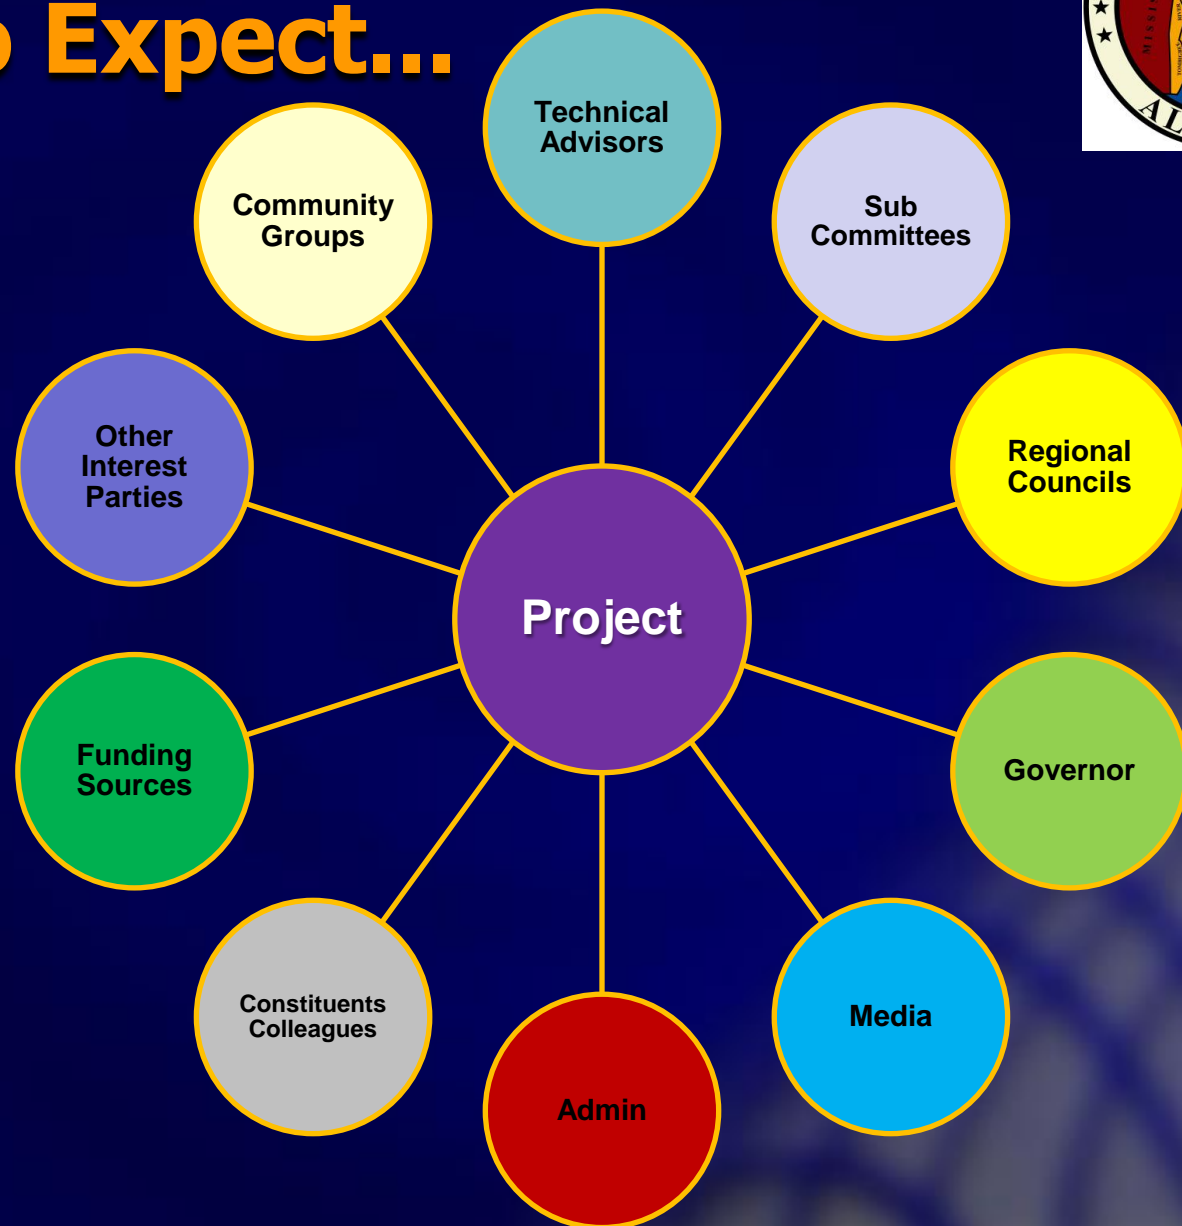 Expect...
Technical
Advisors
Community
Groups
Sub
Committees
Other
Interest
Parties
Regional
Councils
Project
Funding
Sources
Governor
Constituents
Colleagues
Media
Admin